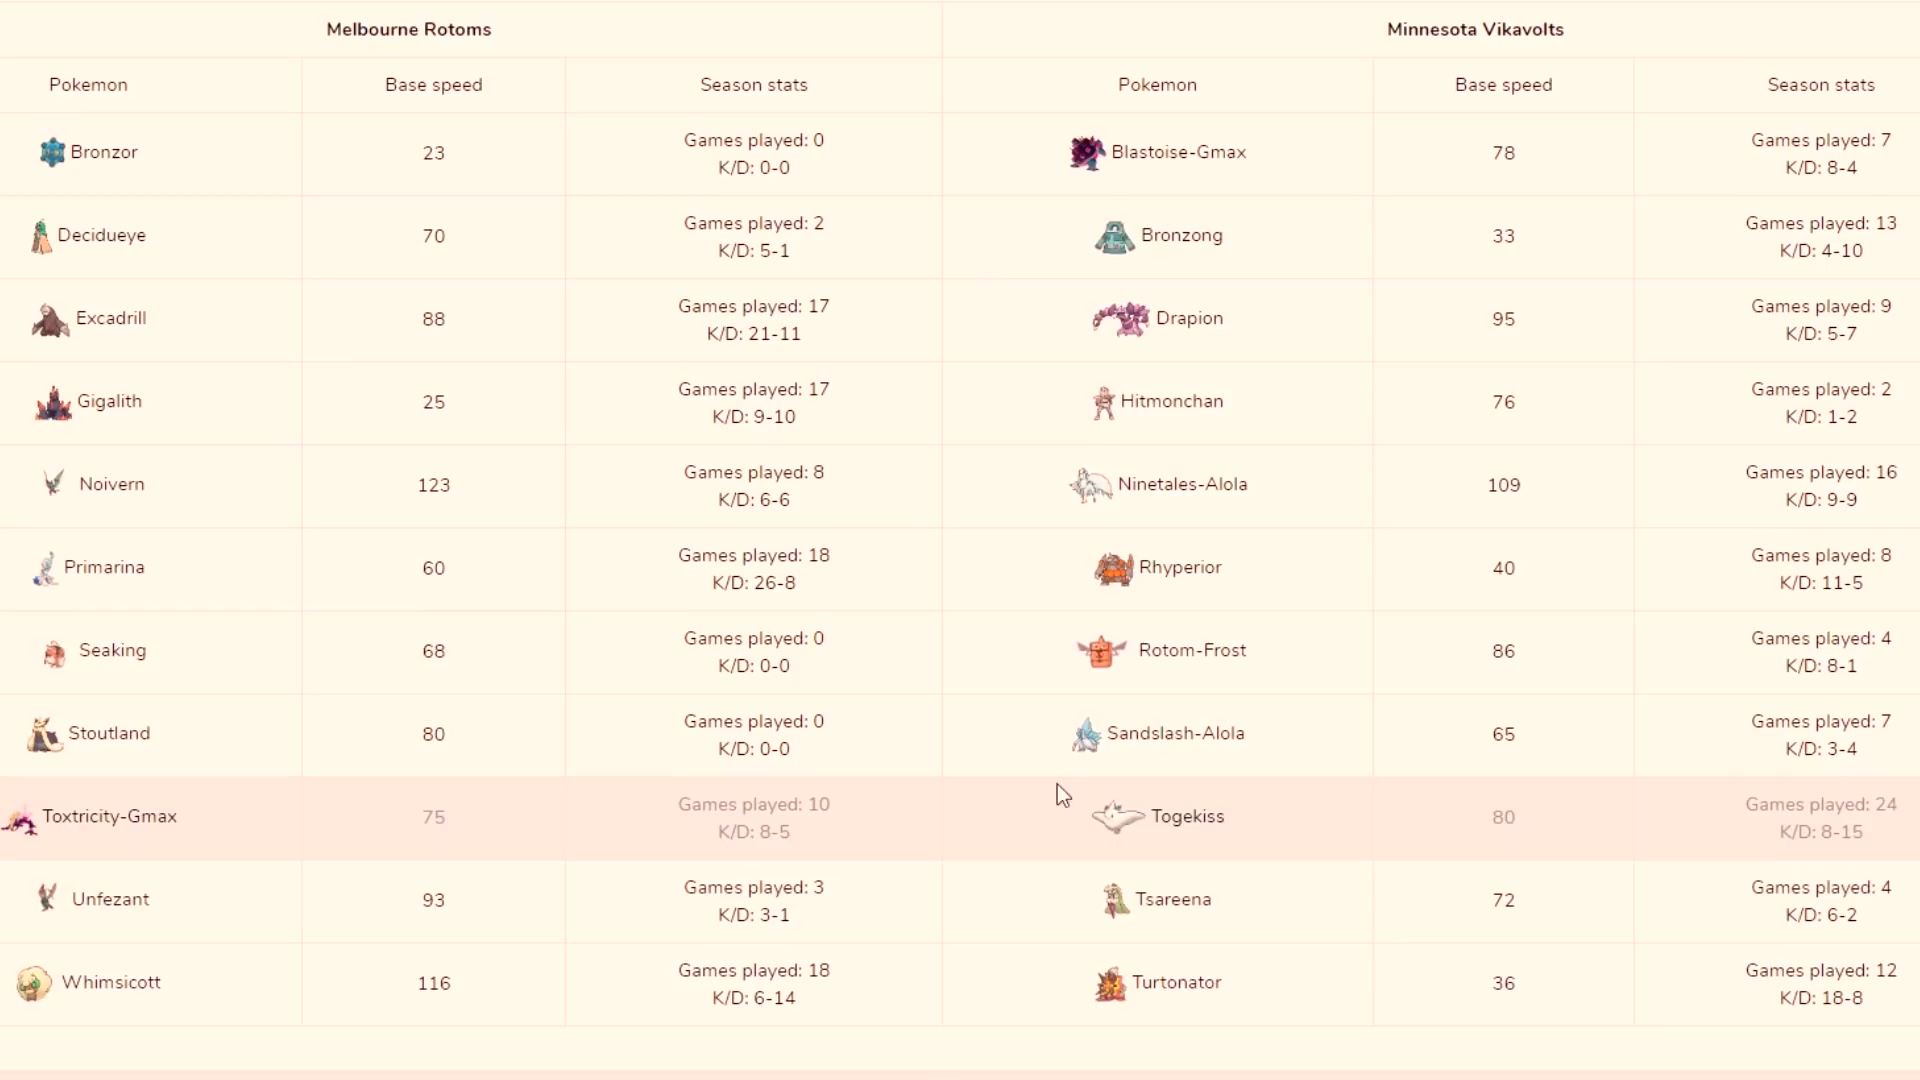 Melbourne Rotoms Minnesota Vikavolts
Pokemon Base speed Season stats Pokemon Base speed Season stats
Bronzor 23 Games played: 0 K/D: 0-0 Blastoise-Gmax 78 Games played: 7 K/D: 8-4
Decidueye 70 Games played: 2 K/D: 5-1 Bronzong 33 Games played: 13 K/D: 4-10
Excadrill 88 Games played: 17 K/D: 21-11 Drapion 95 Games played: 9 K/D: 5-7
Gigalith 25 Games played: 17 K/D: 9-10 Hitmonchan 76 Games played: 2 K/D: 1-2
Noivern 123 Games played: 8 K/D: 6-6 Ninetales-Alola 109 Games played: 16 K/D: 9-9
Primarina 60 Games played: 18 K/D: 26-8 Rhyperior 40 Games played: 8 K/D: 11-5
Seaking 68 Games played: 0 K/D: 0-0 Rotom-Frost 86 Games played: 4 K/D: 8-1
Stoutland 80 Games played: 0 K/D: 0-0 Sandslash-Alola 65 Games played: 7 K/D: 3-4
Toxtricity-Gmax 75 Games played: 10 K/D: 8-5 Togekiss 80 Games played: 24 K/D: 8-15
Unfezant 93 Games played: 3 K/D: 3-1 Tsareena 72 Games played: 4 K/D: 6-2
Whimsicott 116 Games played: 18 K/D: 6-14 Turtonator 36 Games played: 12 K/D: 18-8